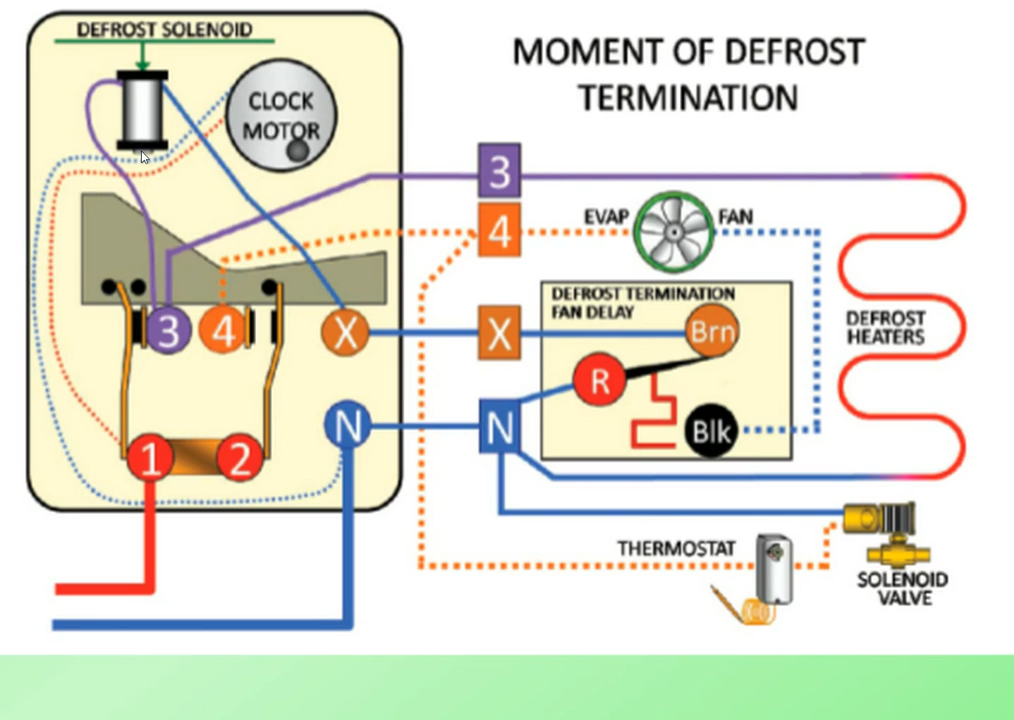 DEFROST SOLENOID
MOMENT OF DEFROST
TERMINATION
CLOCK
MOTOR
3
4
EVAP FAN
DEFROST TERMINATION
FAN DELAY
3
4
X
X
Brn
R
DEFROST
HEATERS
N
N
Blk
1
2
THERMOSTAT
SOLENOID
VALVE